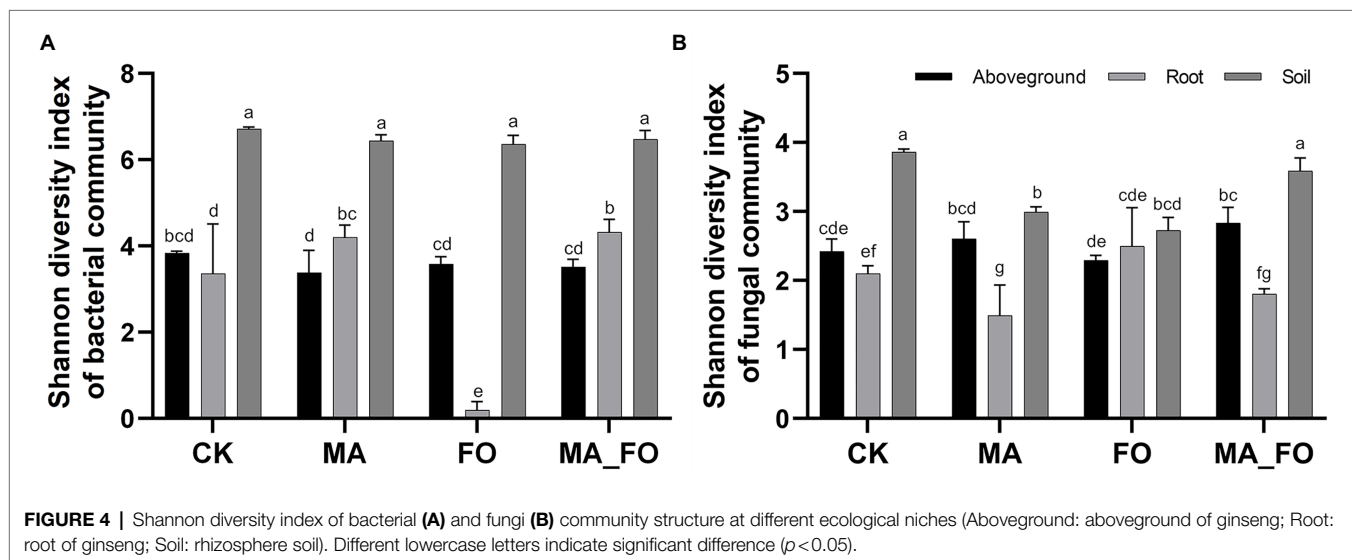 A
B
Shannon diversity index
of bacterial community
8
6
4
2
0
bcd
d
a
d
bc
a
cd
e
a
cd
b
a
CK
MA
FO
MA_FO
Shannon diversity index
of fungal community
5
4
3
2
1
0
Aboveground
Root
Soil
cde
ef
a
bcd
g
b
de
cde
bcd
bc
fg
a
CK
MA
FO
MA_FO
FIGURE 4 | Shannon diversity index of bacterial (A) and fungi (B) community structure at different ecological niches (Aboveground: aboveground of ginseng; Root:
root of ginseng; Soil: rhizosphere soil). Different lowercase letters indicate significant difference (p<0.05).